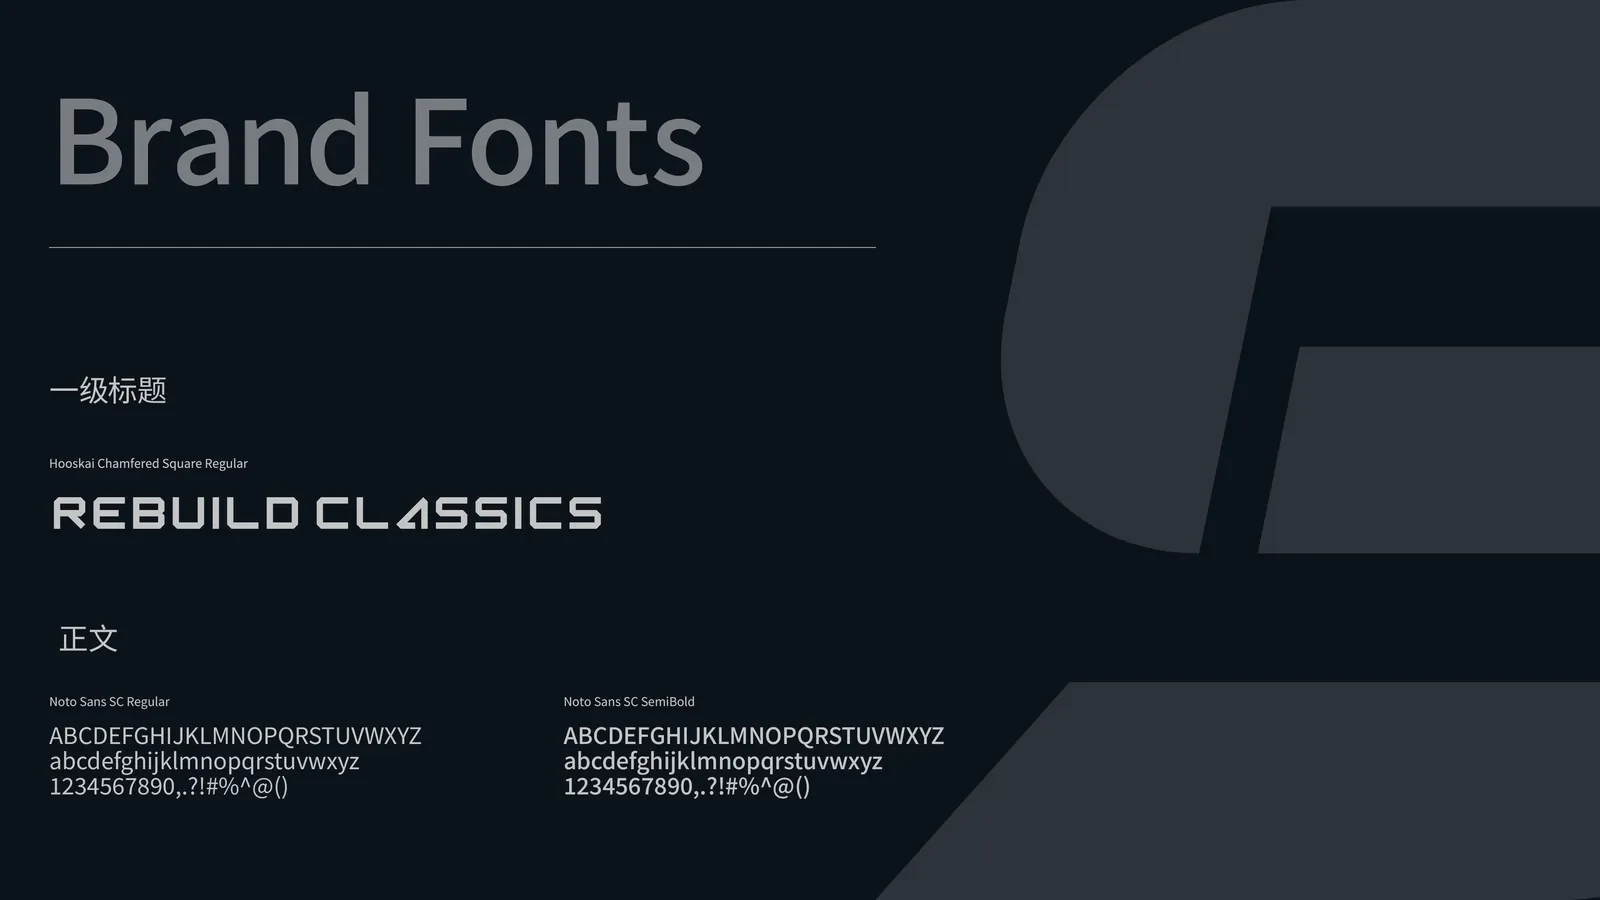 Brand Fonts
一级标题
Hooskai Chamfered Square Regular
REBUILD CLASSICS
正文
Noto Sans SC Regular
ABCDEFGHIJKLMNOPQRSTUVWXYZ
abcdefghijklmnopqrstuvwxyz
1234567890,.?!#%^@()
Noto Sans SC SemiBold
ABCDEFGHIJKLMNOPQRSTUVWXYZ
abcdefghijklmnopqrstuvwxyz
1234567890,.?!#%^@()